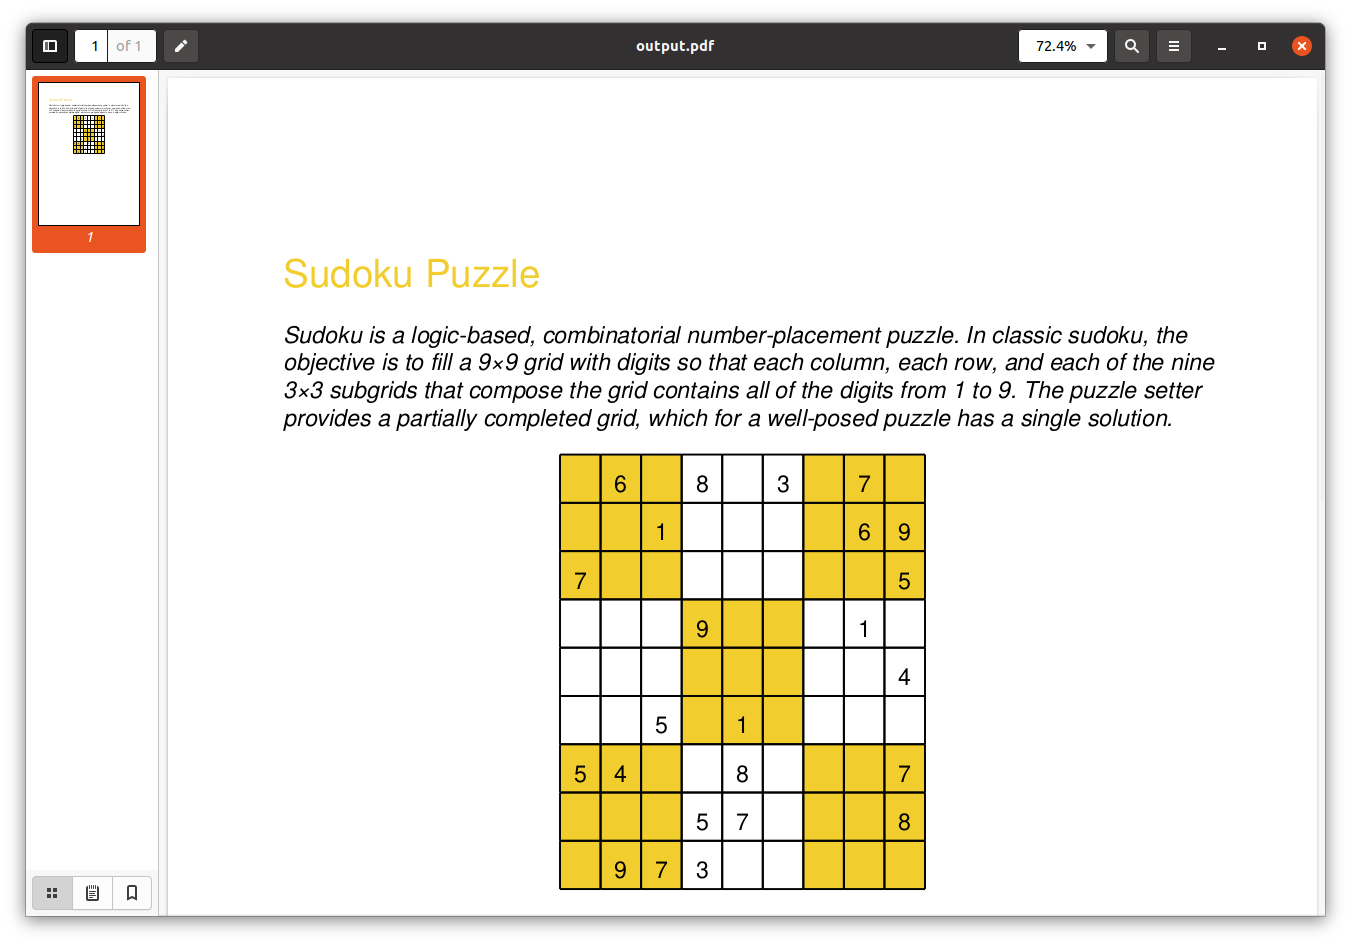 1 of 1
output.pdf
72.4%
1
Sudoku Puzzle
Sudoku is a logic-based, combinatorial number-placement puzzle. In classic sudoku, the
objective is to fill a 9×9 grid with digits so that each column, each row, and each of the nine
3×3 subgrids that compose the grid contains all of the digits from 1 to 9. The puzzle setter
provides a partially completed grid, which for a well-posed puzzle has a single solution.
6 8 3 7
1 6 9
7 5
9 1
4
5 1
5 4 8 7
5 7 8
9 7 3